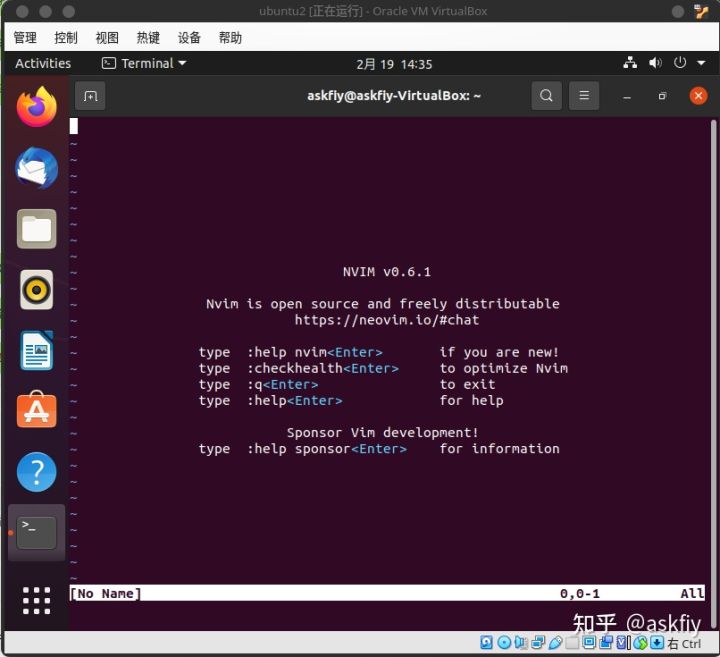 ubuntu2 [正在运行] - Oracle VM VirtualBox
管理 控制 视图 热键 设备 帮助
Activities Terminal 2月 19 14:35
askfiy@askfiy-VirtualBox: ~
~
~
~
~
~
~
~
~
~ NVIM v0.6.1
~
~ Nvim is open source and freely distributable
~ https://neovim.io/#chat
~
~ type :help nvim<Enter> if you are new!
~ type :checkhealth<Enter> to optimize Nvim
~ type :q<Enter> to exit
~ type :help<Enter> for help
~
~ Sponsor Vim development!
~ type :help sponsor<Enter> for information
~
~
~
~
~
~
~
~
[No Name] 0,0-1 All
知乎 @askfiy
右 Ctrl